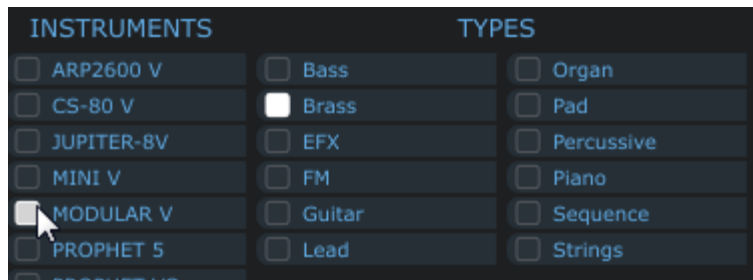 INSTRUMENTS TYPES
ARP2600 V Bass Organ
CS-80 V Brass Pad
JUPITER-8V EFX Percussive
MINI V FM Piano
MODULAR V Guitar Sequence
PROPHET 5 Lead Strings